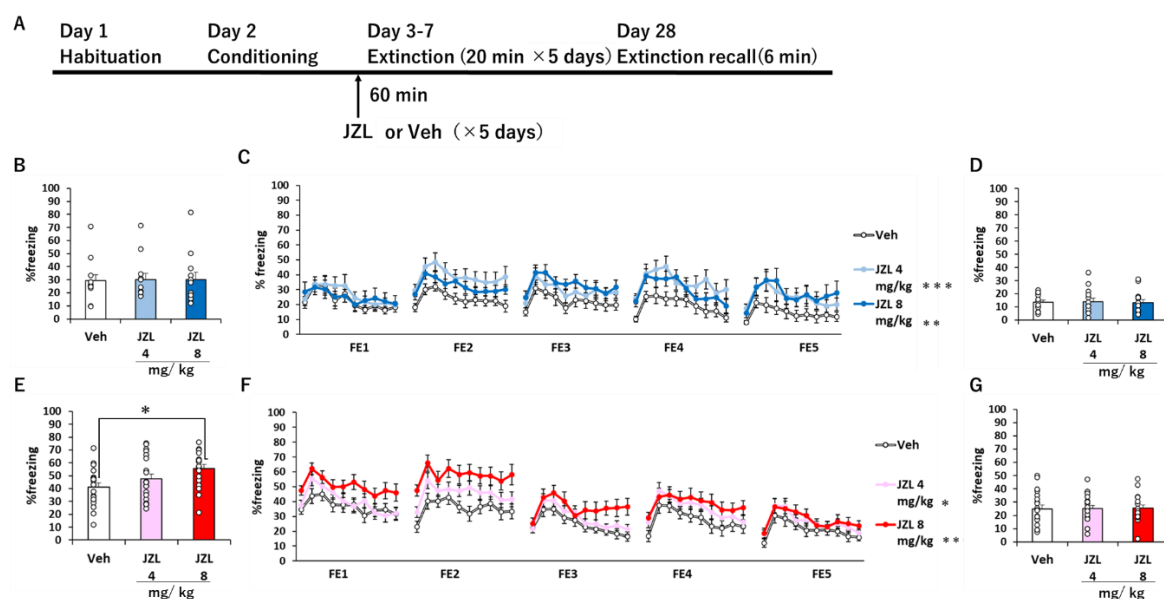 A
Day 1 Day 2 Day 3-7 Day 28
Habituation Conditioning Extinction (20 min ×5 days) Extinction recall(6 min)
60 min
JZL or Veh (×5 days)
B
%freezing
100
90
80
70
60
50
40
30
20
10
0
Veh JZL JZL
4 8
mg/ kg
C
% freezing
100
90
80
70
60
50
40
30
20
10
0
FE1 FE2 FE3 FE4 FE5
Veh
JZL 4
mg/kg ***
JZL 8
mg/kg **
D
%freezing
100
90
80
70
60
50
40
30
20
10
0
Veh JZL JZL
4 8
mg/ kg
E
%freezing
100
90
80
70
60
50
40
30
20
10
0
*
Veh JZL JZL
4 8
mg/ kg
F
%freezing
100
90
80
70
60
50
40
30
20
10
0
FE1 FE2 FE3 FE4 FE5
Veh
JZL 4
mg/kg *
JZL 8
mg/kg **
G
%freezing
100
90
80
70
60
50
40
30
20
10
0
Veh JZL JZL
4 8
mg/ kg